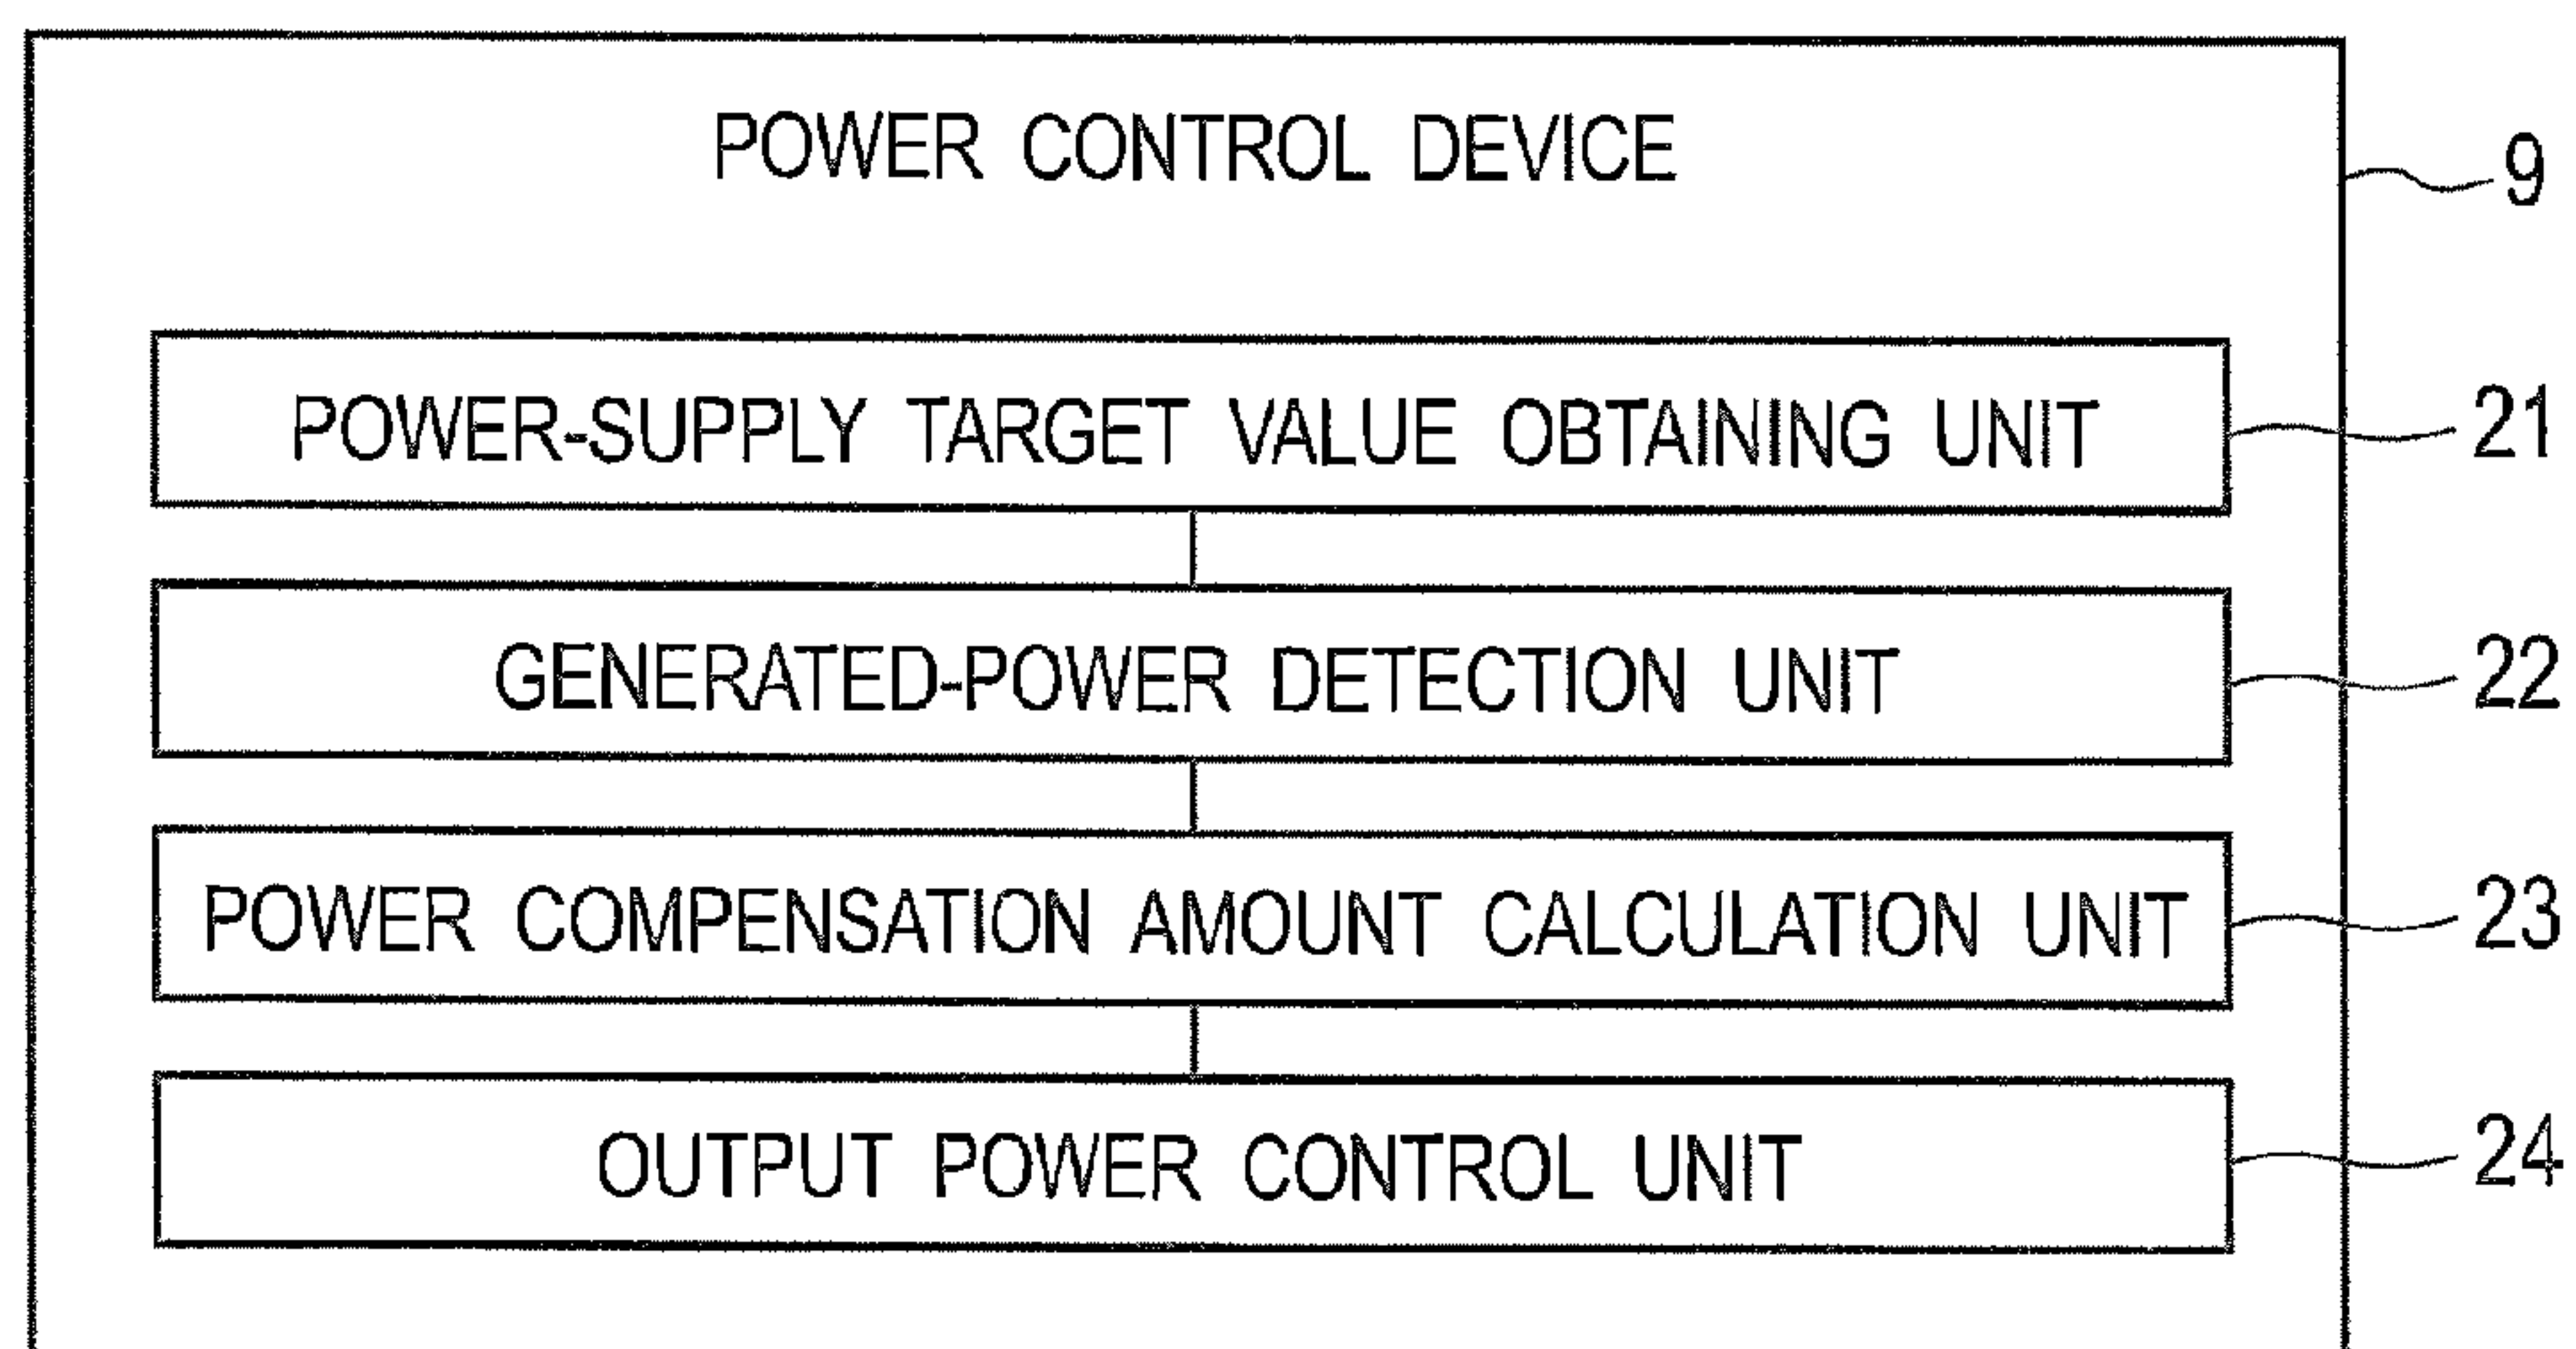 POWER CONTROL DEVICE
9
POWER-SUPPLY TARGET VALUE OBTAINING UNIT
21
GENERATED-POWER DETECTION UNIT
22
POWER COMPENSATION AMOUNT CALCULATION UNIT
23
OUTPUT POWER CONTROL UNIT
24